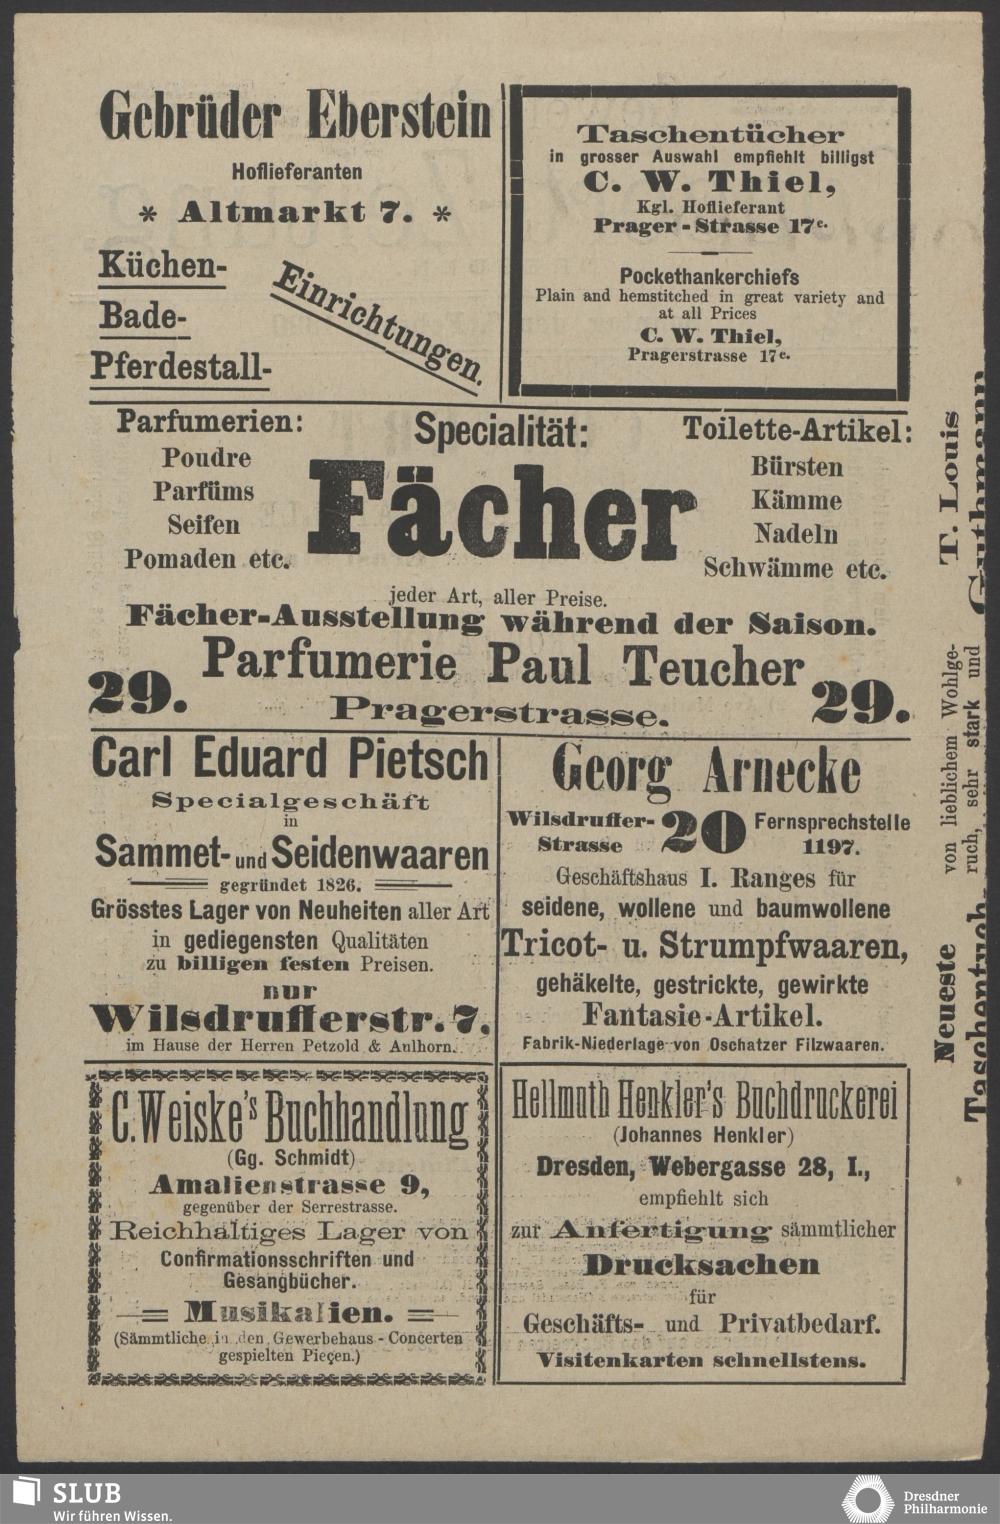 Gebrüder Eberstein
Hoflieferanten
* Altmarkt 7. *
Küchen-
Bade-
Pferdestall-
Einrichtungen.
Taschentücher
in grosser Auswahl empfiehlt billigst
C. W. Thiel,
Kgl. Hoflieferant
Prager-Strasse 17e.
Pockethankerchiefs
Plain and hemstitched in great variety and
at all Prices
C. W. Thiel,
Pragerstrasse 17e.
Parfumerien:
Poudre
Parfüms
Seifen
Pomaden etc.
Specialität:
Fächer
Toilette-Artikel:
Bürsten
Kämme
Nadeln
Schwämme etc.
jeder Art, aller Preise.
Fächer-Ausstellung während der Saison.
29. Parfumerie Paul Teucher 29.
Pragerstrasse.
Carl Eduard Pietsch
Specialgeschäft
in
Sammet- und Seidenwaaren
gegründet 1826.
Grösstes Lager von Neuheiten aller Art
in gediegensten Qualitäten
zu billigen festen Preisen.
nur
Wilsdrufferstr. 7.
im Hause der Herren Petzold & Aulhorn.
Georg Arnecke
Wilsdruffer-Strasse 20 Fernsprechstelle 1197.
Geschäftshaus I. Ranges für
seidene, wollene und baumwollene
Tricot- u. Strumpfwaaren,
gehäkelte, gestrickte, gewirkte
Fantasie-Artikel.
Fabrik-Niederlage von Oschatzer Filzwaaren.
C. Weiske's Buchhandlung
(Gg. Schmidt)
Amalienstrasse 9,
gegenüber der Serrestrasse.
Reichhaltiges Lager von
Confirmationsschriften und
Gesangbücher.
Musikalien.
(Sämmtliche in den Gewerbehaus-Concerten
gespielten Pieçen.)
Hellmuth Henkler's Buchdruckerei
(Johannes Henkler)
Dresden, Webergasse 28, I.,
empfiehlt sich
zur Anfertigung sämmtlicher
Drucksachen
für
Geschäfts- und Privatbedarf.
Visitenkarten schnellstens.
Neueste
von lieblichem Wohlge-
ruch, sehr stark und
T. Louis
Guthmann
SLUB
Wir führen Wissen.
Dresdner
Philharmonie